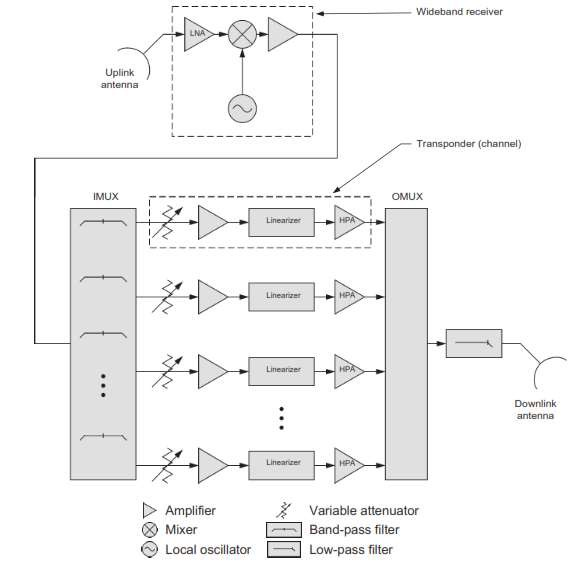 Wideband receiver
LNA
Uplink
antenna
Transponder (channel)
IMUX
OMUX
Linearizer
HPA
Linearizer
HPA
Linearizer
HPA
Downlink
antenna
Linearizer
HPA
Amplifier
Variable attenuator
Mixer
Band-pass filter
Local oscillator
Low-pass filter